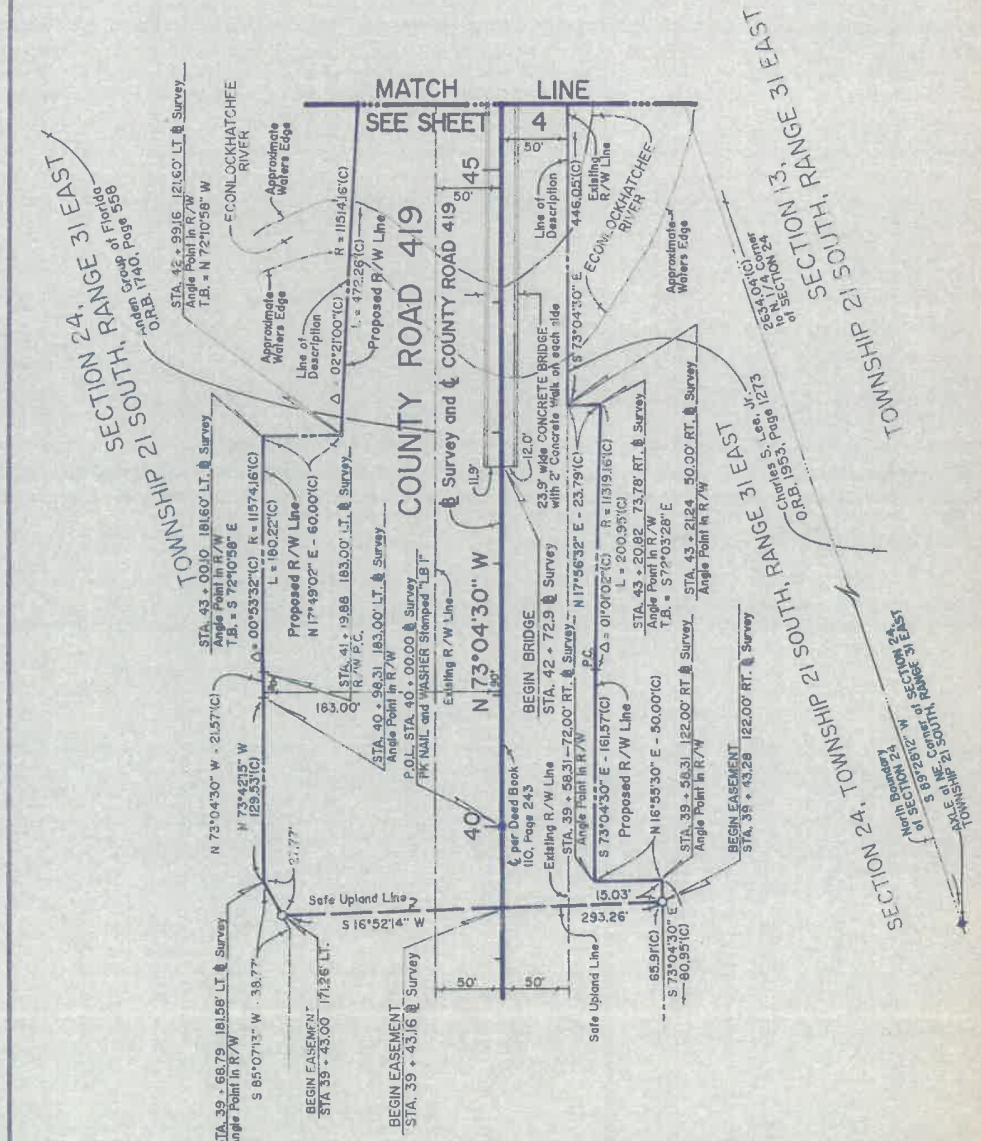 MATCH LINE
SEE SHEET 4
SECTION 24,
TOWNSHIP 21 SOUTH, RANGE 31 EAST
Linden Group of Florida
O.R.B. 1740, Page 558
STA. 42 + 99.16 121.60' LT. ℄ Survey
Angle Point in R/W
T.B. = N 72°10'58" W
ECONLOCKHATCHEE
RIVER
Approximate
Waters Edge
Approximate
Waters Edge
Line of
Description
R = 11514.16'(C)
Δ = 02°21'00"(C)
L = 472.26'(C)
Proposed R/W Line
STA. 43 + 00.10 181.60' LT. ℄ Survey
Angle Point in R/W
T.B. = S 72°10'58" E
Δ = 00°53'32"(C) R = 11574.16'(C)
L = 180.22'(C)
Proposed R/W Line
N 17°49'02" E - 60.00'(C)
STA. 41 + 19.88 183.00' LT. ℄ Survey
R/W P.C.
STA. 40 + 98.31 183.00' LT. ℄ Survey
Angle Point in R/W
P.O.L. STA. 40 + 00.00 ℄ Survey
PK NAIL and WASHER Stamped "LB 1"
Existing R/W Line
N 73°04'30" W - 21.57'(C)
N 73°42'15" W
129.53'(C)
183.00'
90°
STA. 39 + 68.79 181.58' LT ℄ Survey
Angle Point in R/W
S 85°07'13" W - 38.77'
Safe Upland Line
S 16°52'14" W
BEGIN EASEMENT
STA 39 + 43.00 171.26' LT.
BEGIN EASEMENT
STA. 39 + 43.16 ℄ Survey
COUNTY ROAD 419
℄ Survey and ℄ COUNTY ROAD 419
N 73°04'30" W
90°
40
45
50'
50'
50'
50'
11.9'
12.0'
℄ per Deed Book
110, Page 243
BEGIN BRIDGE
STA. 42 + 72.9 ℄ Survey
23.9' wide CONCRETE BRIDGE
with 2' Concrete Walk on each side
Line of
Description
Existing
R/W Line
446.05'(C)
S 73°04'30" E
ECONLOCKHATCHEE
RIVER
Approximate
Waters Edge
Existing R/W Line
STA. 39 + 58.31-72.00' RT. ℄ Survey
Angle Point in R/W
N 17°56'32" E - 23.79'(C)
P.C.
S 73°04'30" E - 161.57'(C)
Proposed R/W Line
Δ = 01°01'02"(C) R = 11319.16'(C)
L = 200.95'(C)
N 16°55'30" E - 50.00'(C)
STA. 43 + 20.82 73.78' RT. ℄ Survey
Angle Point in R/W
T.B. = S 72°03'28" E
STA. 43 + 21.24 50.00' RT. ℄ Survey
Angle Point in R/W
STA. 39 + 58.31 122.00' RT ℄ Survey
Angle Point in R/W
BEGIN EASEMENT
STA. 39 + 43.28 122.00' RT. ℄ Survey
15.03'
293.26'
Safe Upland Line
65.91'(C)
S 73°04'30" E
80.95'(C)
2634.04'(C)
to N. 1/4 Corner
of SECTION 24
SECTION 13,
TOWNSHIP 21 SOUTH, RANGE 31 EAST
Charles S. Lee, Jr.
O.R.B. 1953, Page 1273
SECTION 24, TOWNSHIP 21 SOUTH, RANGE 31 EAST
North Boundary
of SECTION 24
S 89°26'12" W
AXLE at NE. Corner of SECTION 24,
TOWNSHIP 21 SOUTH, RANGE 31 EAST